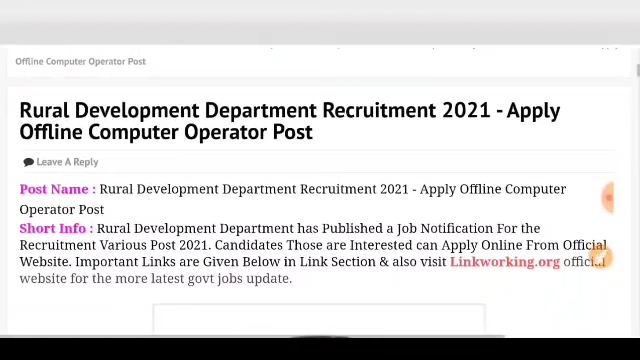 Offline Computer Operator Post
Rural Development Department Recruitment 2021 - Apply
Offline Computer Operator Post
Leave A Reply
Post Name : Rural Development Department Recruitment 2021 - Apply Offline Computer
Operator Post
Short Info : Rural Development Department has Published a Job Notification For the
Recruitment Various Post 2021. Candidates Those are Interested can Apply Online From Official
Website. Important Links are Given Below in Link Section & also visit Linkworking.org official
website for the more latest govt jobs update.